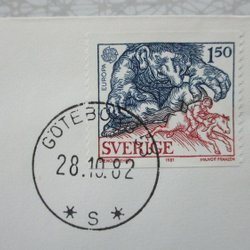 EUROPA
1.50
SVERIGE
1981
GÖTEBO
28.10.82
* S *